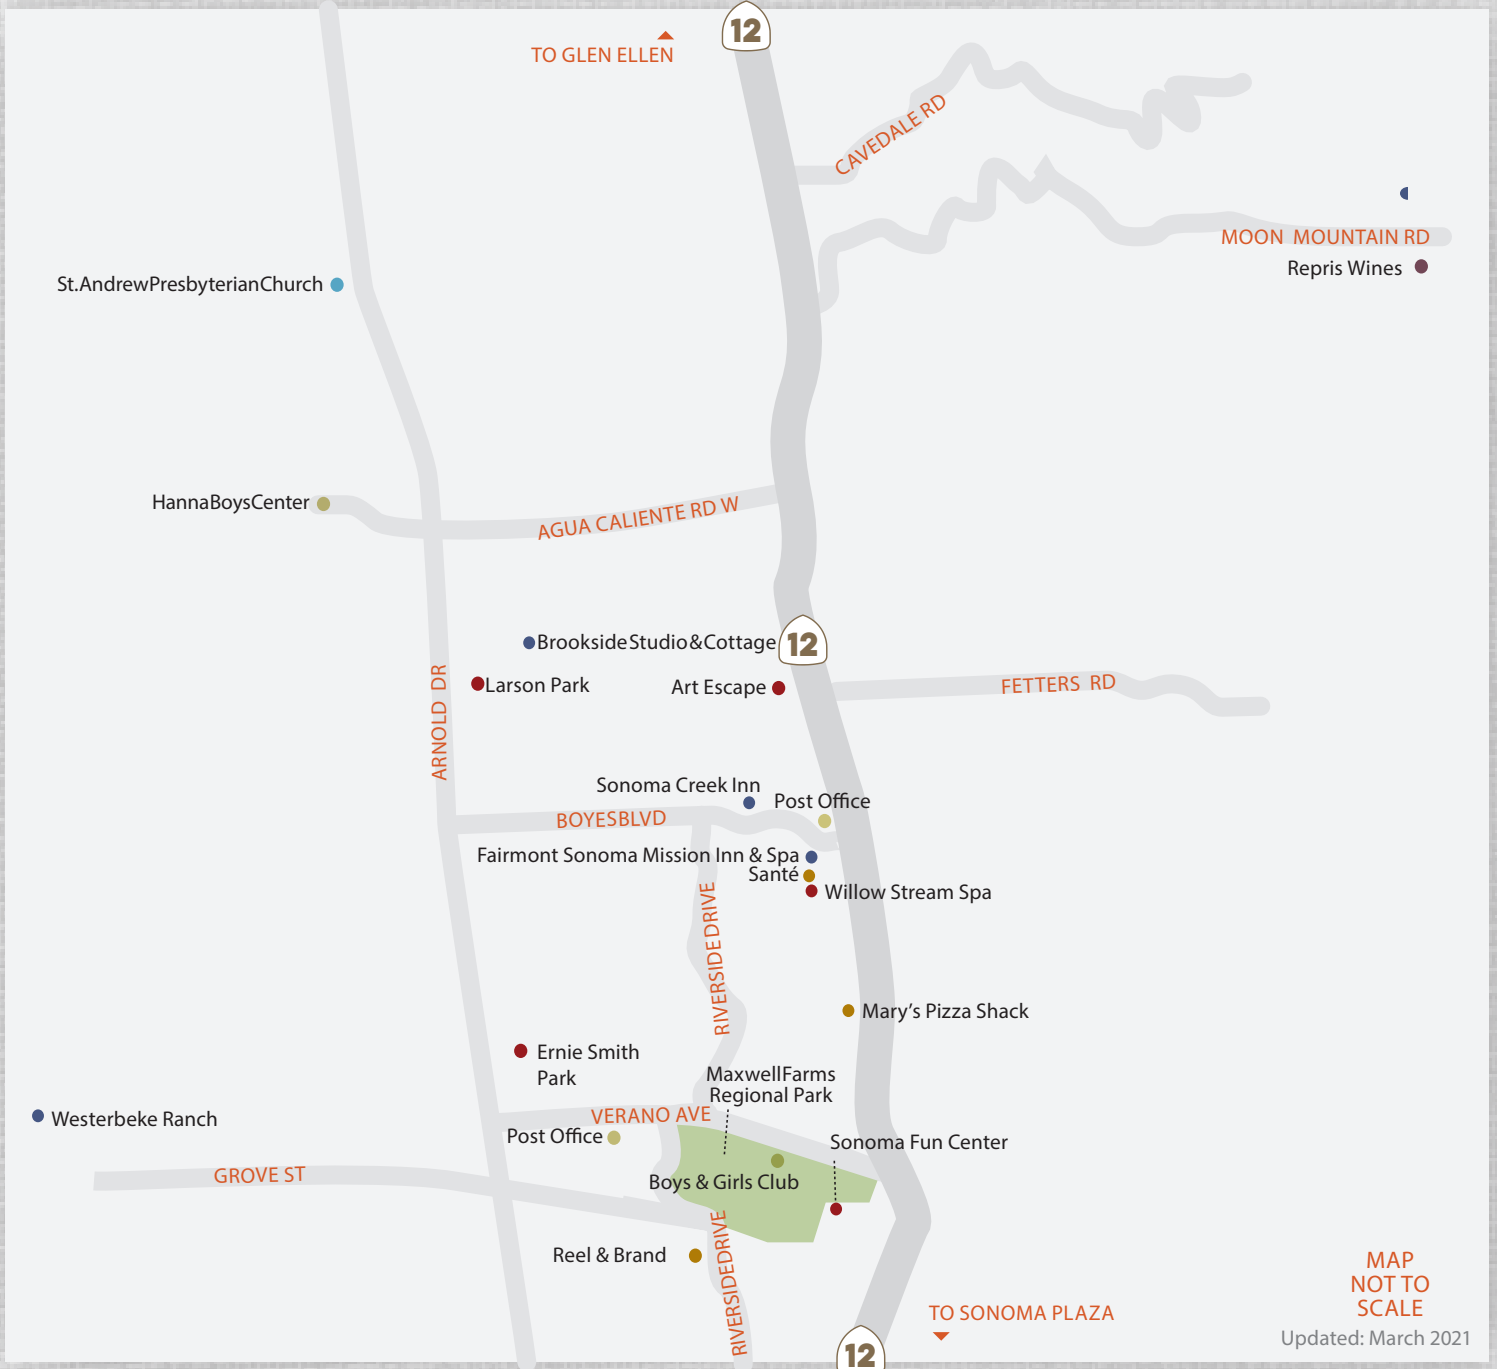 12
TO GLEN ELLEN
CAVEDALE RD
MOON MOUNTAIN RD
Repris Wines
St.AndrewPresbyterianChurch
HannaBoysCenter
AGUA CALIENTE RD W
BrooksideStudio&Cottage
12
ARNOLD DR
Larson Park
Art Escape
FETTERS RD
Sonoma Creek Inn
Post Office
BOYESBLVD
Fairmont Sonoma Mission Inn & Spa
Santé
Willow Stream Spa
RIVERSIDEDRIVE
Mary’s Pizza Shack
Ernie Smith
Park
MaxwellFarms
Regional Park
Westerbeke Ranch
VERANO AVE
Post Office
Sonoma Fun Center
GROVE ST
Boys & Girls Club
RIVERSIDEDRIVE
Reel & Brand
MAP
NOT TO
SCALE
TO SONOMA PLAZA
Updated: March 2021
12